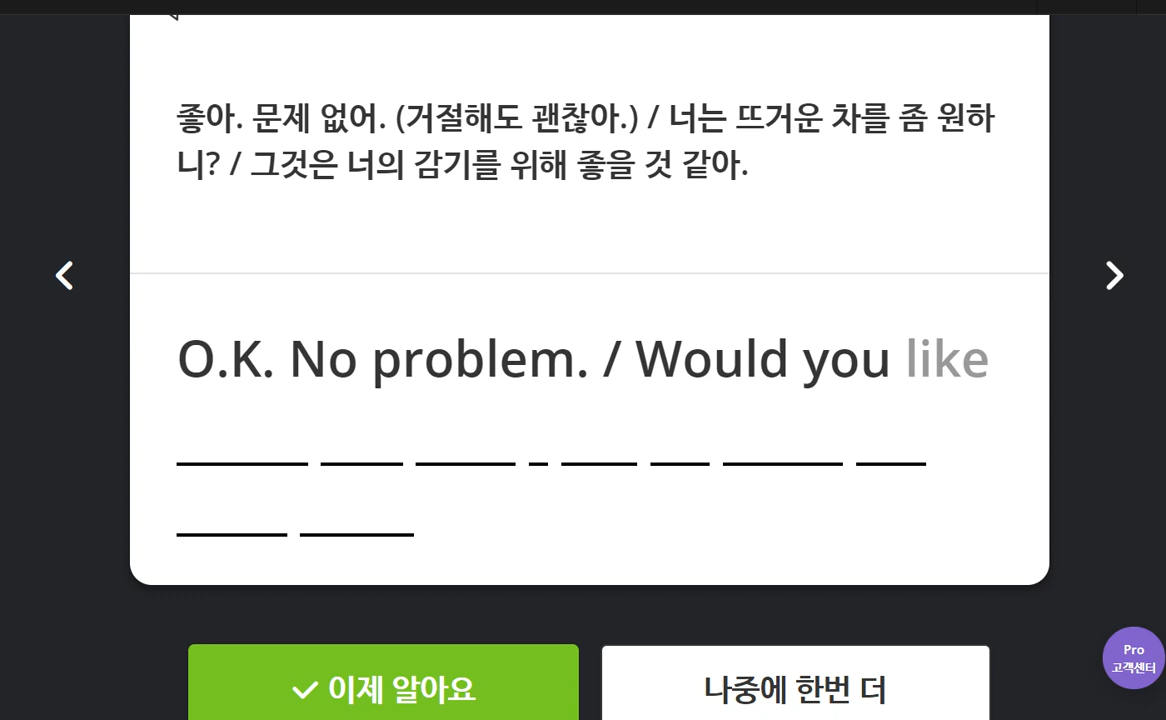 좋아. 문제 없어. (거절해도 괜찮아.) / 너는 뜨거운 차를 좀 원하
니? / 그것은 너의 감기를 위해 좋을 것 같아.
O.K. No problem. / Would you like
이제 알아요
나중에 한번 더
Pro
고객센터